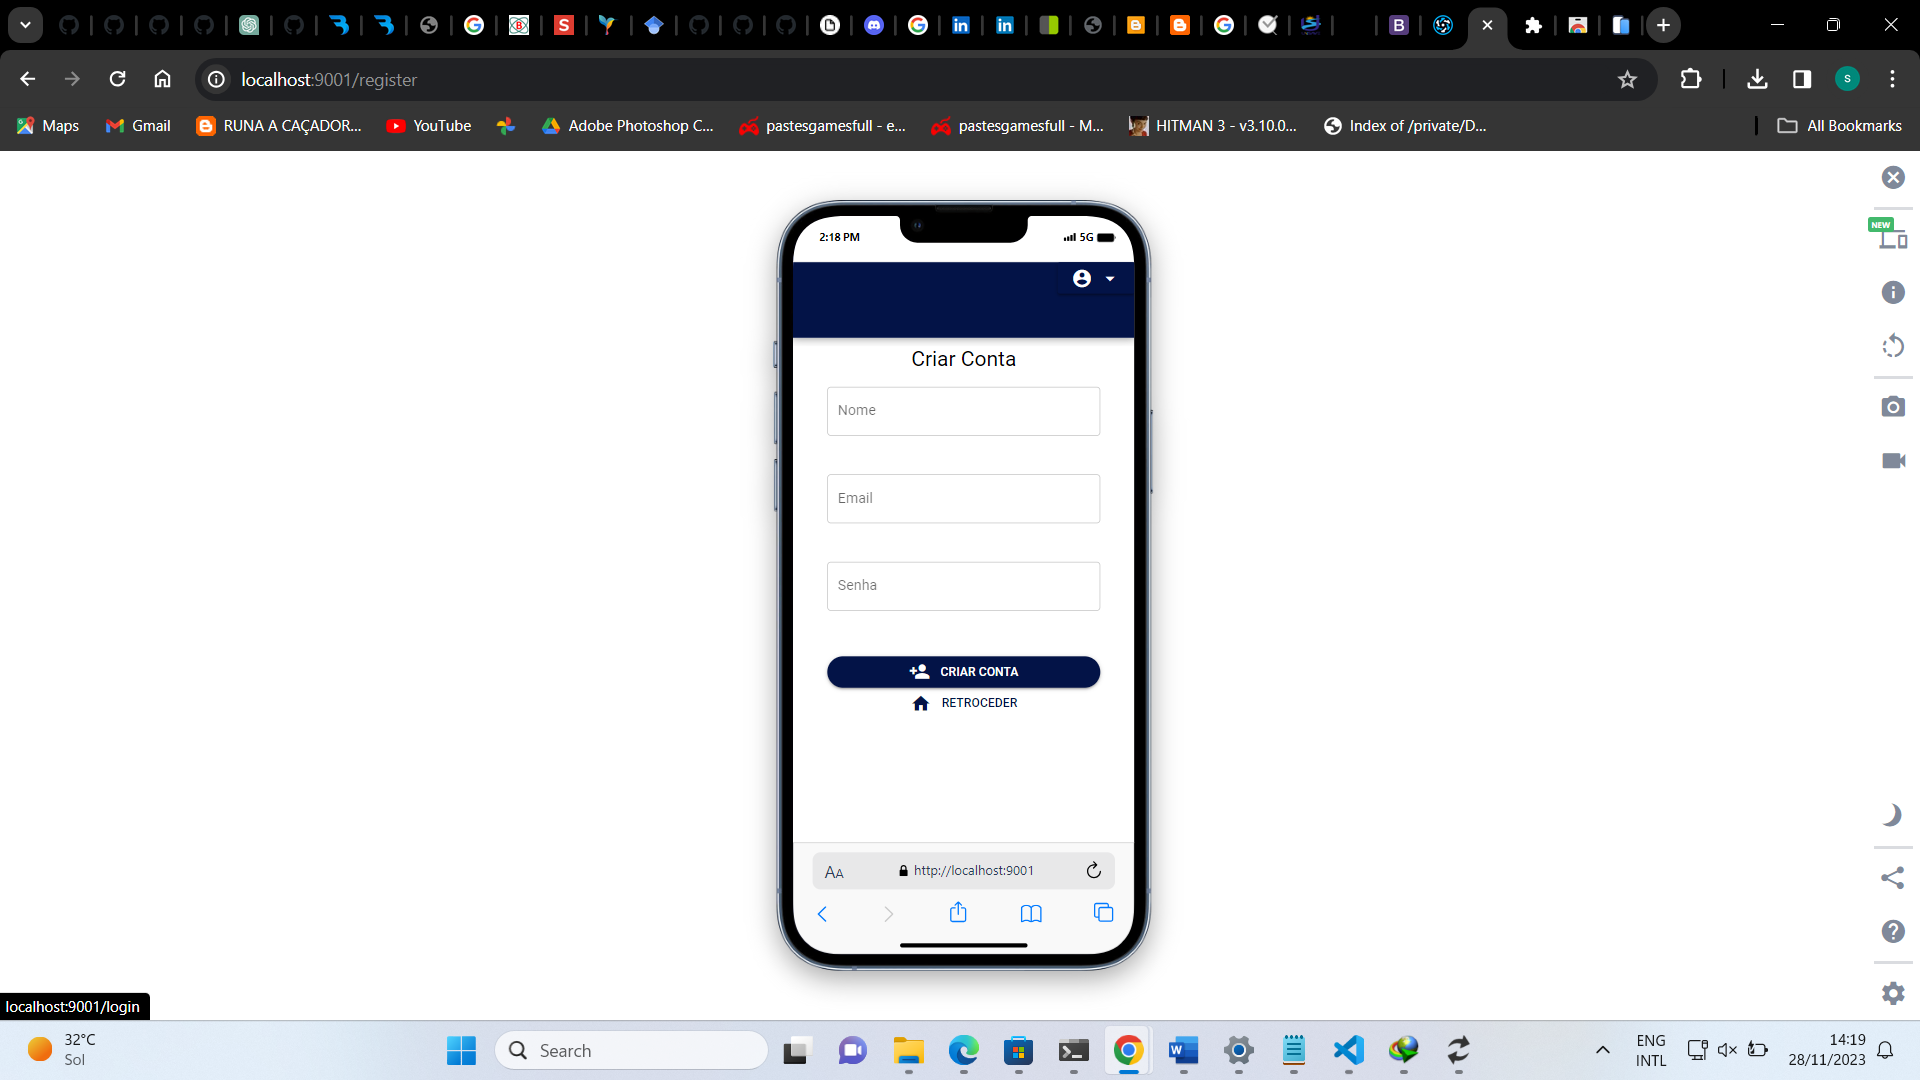 localhost:9001/register
Maps
Gmail
RUNA A CAÇADOR...
YouTube
Adobe Photoshop C...
pastesgamesfull - e...
pastesgamesfull - M...
HITMAN 3 - v3.10.0...
Index of /private/D...
All Bookmarks
NEW
2:18 PM
5G
Criar Conta
Nome
Email
Senha
CRIAR CONTA
RETROCEDER
AA
http://localhost:9001
localhost:9001/login
32°C
Sol
Search
ENG
INTL
14:19
28/11/2023